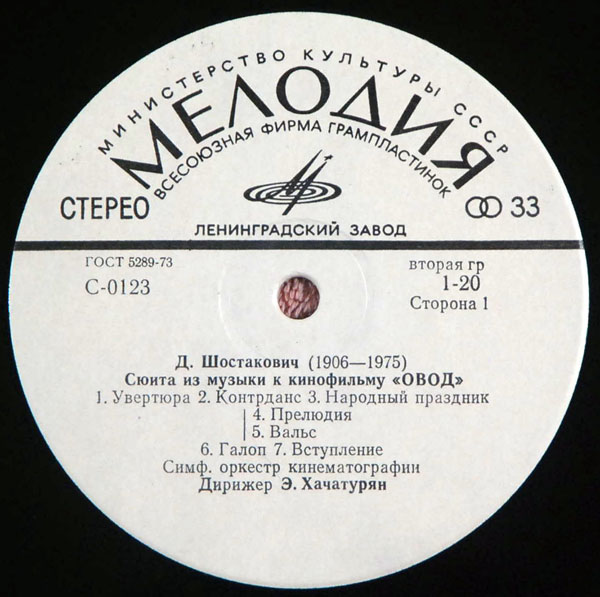 МИНИСТЕРСТВО КУЛЬТУРЫ СССР
МЕЛОДИЯ
ВСЕСОЮЗНАЯ ФИРМА ГРАМПЛАСТИНОК
СТЕРЕО
33
ЛЕНИНГРАДСКИЙ ЗАВОД
ГОСТ 5289-73
С-0123
вторая гр
1-20
Сторона 1
Д. Шостакович (1906—1975)
Сюита из музыки к кинофильму «ОВОД»
1. Увертюра 2. Контрданс 3. Народный праздник
4. Прелюдия
5. Вальс
6. Галоп 7. Вступление
Симф. оркестр кинематографии
Дирижер Э. Хачатурян